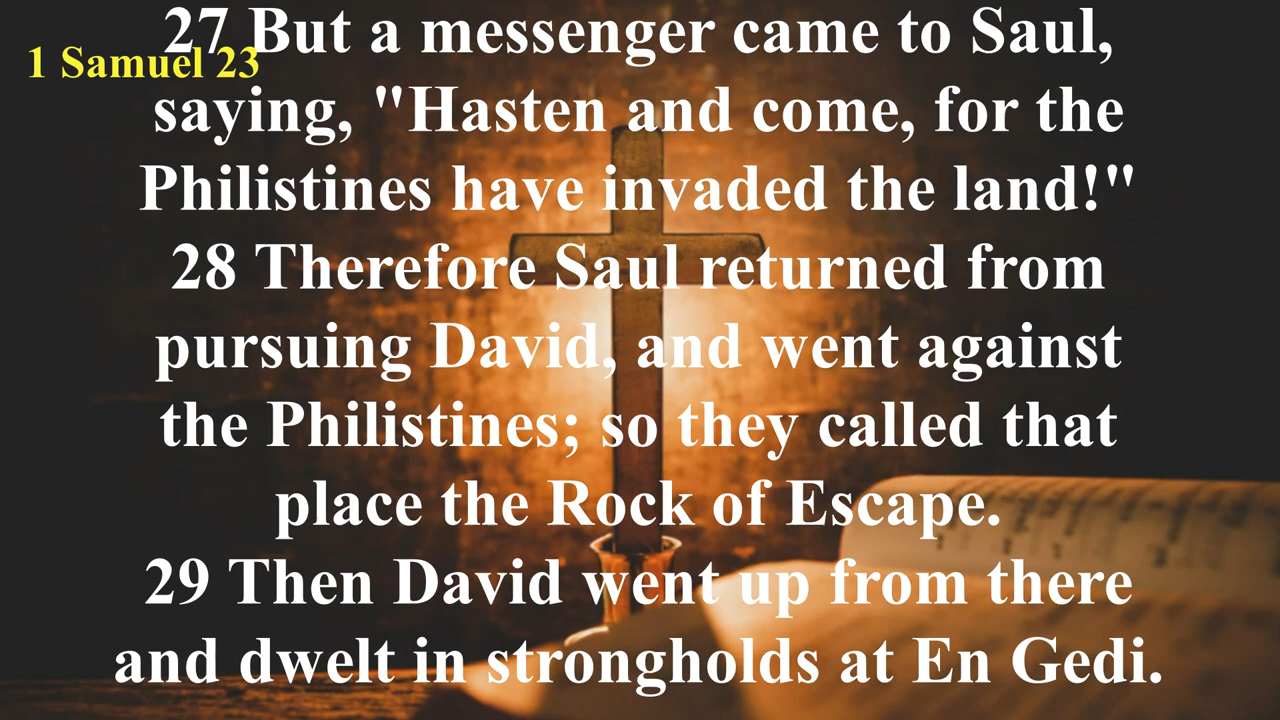 1 Samuel 23
27 But a messenger came to Saul,
saying, "Hasten and come, for the
Philistines have invaded the land!"
28 Therefore Saul returned from
pursuing David, and went against
the Philistines; so they called that
place the Rock of Escape.
29 Then David went up from there
and dwelt in strongholds at En Gedi.